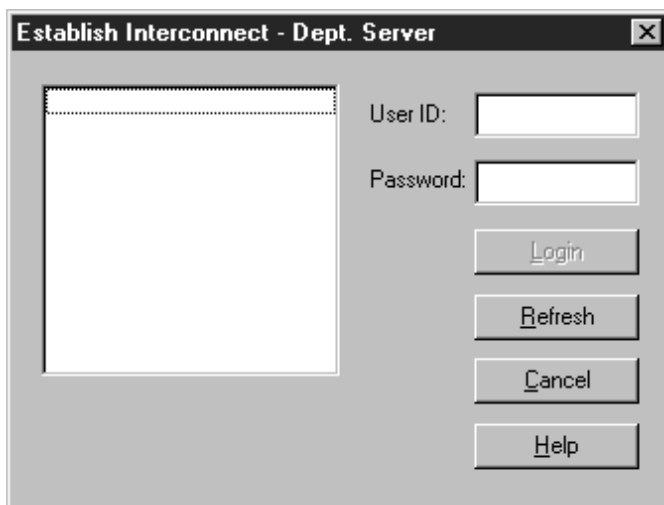 Establish Interconnect - Dept. Server
User ID:
Password:
Login
Refresh
Cancel
Help